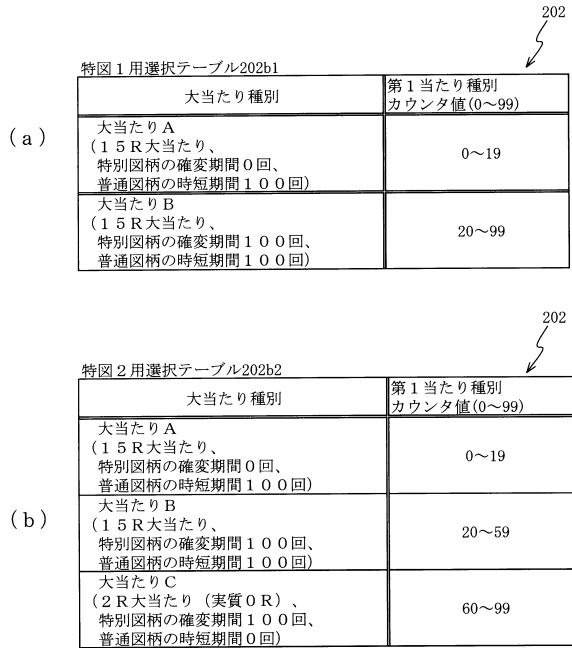 202
特図１用選択テーブル202b1
大当たり種別
第１当たり種別
カウンタ値(0～99)
(a)
大当たりＡ
(１５Ｒ大当たり、
特別図柄の確変期間０回、
普通図柄の時短期間１００回)
0～19
大当たりＢ
(１５Ｒ大当たり、
特別図柄の確変期間１００回、
普通図柄の時短期間１００回)
20～99
202
特図２用選択テーブル202b2
大当たり種別
第１当たり種別
カウンタ値(0～99)
(b)
大当たりＡ
(１５Ｒ大当たり、
特別図柄の確変期間０回、
普通図柄の時短期間１００回)
0～19
大当たりＢ
(１５Ｒ大当たり、
特別図柄の確変期間１００回、
普通図柄の時短期間１００回)
20～59
大当たりＣ
(２Ｒ大当たり（実質０Ｒ）、
特別図柄の確変期間１００回、
普通図柄の時短期間０回)
60～99